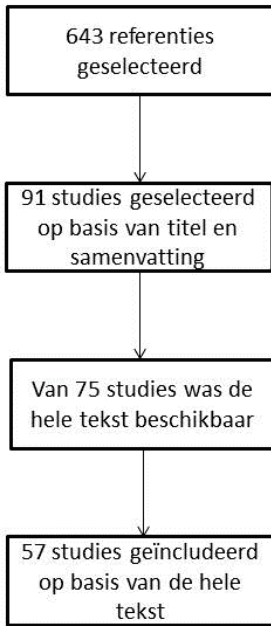 643 referenties
geselecteerd
91 studies geselecteerd
op basis van titel en
samenvatting
Van 75 studies was de
hele tekst beschikbaar
57 studies geïncludeerd
op basis van de hele
tekst